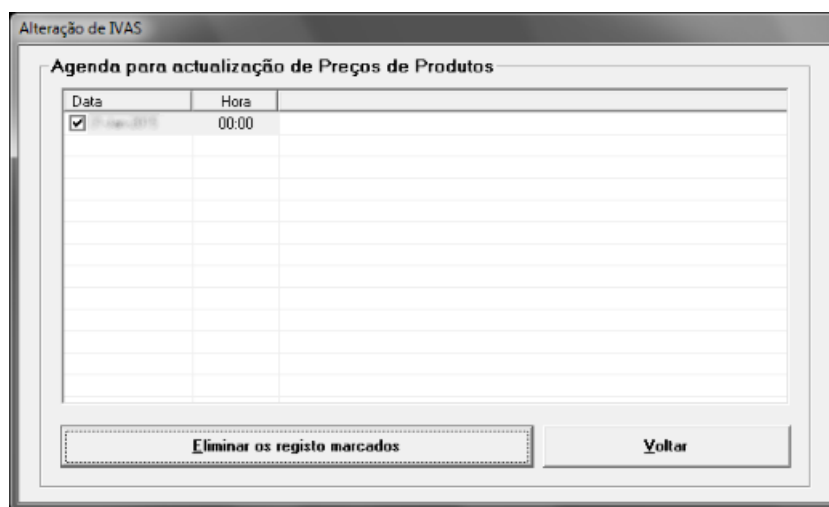 Alteração de IVAS
Agenda para actualização de Preços de Produtos
Data Hora
00:00
Eliminar os registo marcados Voltar